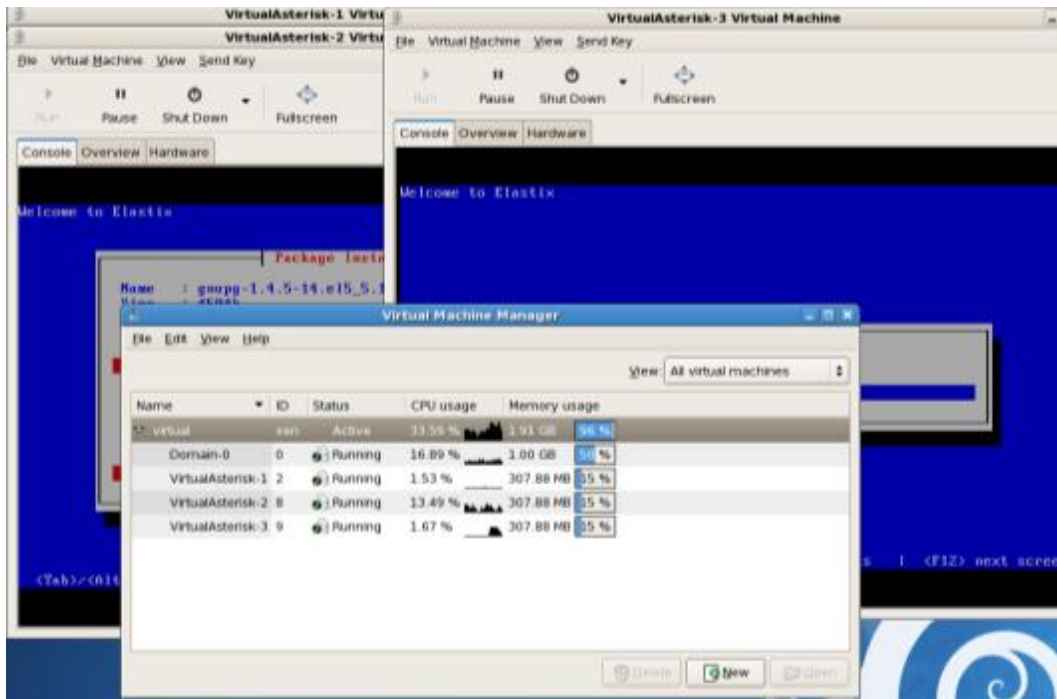 VirtualAsterisk-1 Virtu
VirtualAsterisk-2 Virtu
File Virtual Machine View Send Key
Run Pause Shut Down Fullscreen
Console Overview Hardware
Welcome to Elastix
Package Insta
Name : gnupg-1.4.5-14.el5_5.1
<Tab>/<Alt
VirtualAsterisk-3 Virtual Machine
File Virtual Machine View Send Key
Run Pause Shut Down Fullscreen
Console Overview Hardware
Welcome to Elastix
| <F12> next scree
Virtual Machine Manager
File Edit View Help
View: All virtual machines
Name ID Status CPU usage Memory usage
virtual xen Active 33.59 % 1.91 GB 96 %
Domain-0 0 Running 16.89 % 1.00 GB 50 %
VirtualAsterisk-1 2 Running 1.53 % 307.88 MB 15 %
VirtualAsterisk-2 8 Running 13.49 % 307.88 MB 15 %
VirtualAsterisk-3 9 Running 1.67 % 307.88 MB 15 %
Delete New Open